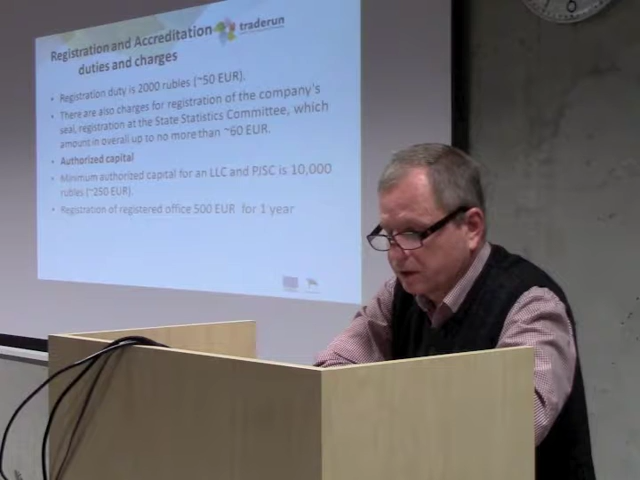 traderun
Registration and Accreditation
duties and charges
• Registration duty is 2000 rubles (~50 EUR).
• There are also charges for registration of the company's
seal, registration at the State Statistics Committee, which
amount in overall up to no more than ~60 EUR.
• Authorized capital
• Minimum authorized capital for an LLC and PJSC is 10,000
rubles (~250 EUR).
• Registration of registered office 500 EUR for 1 year